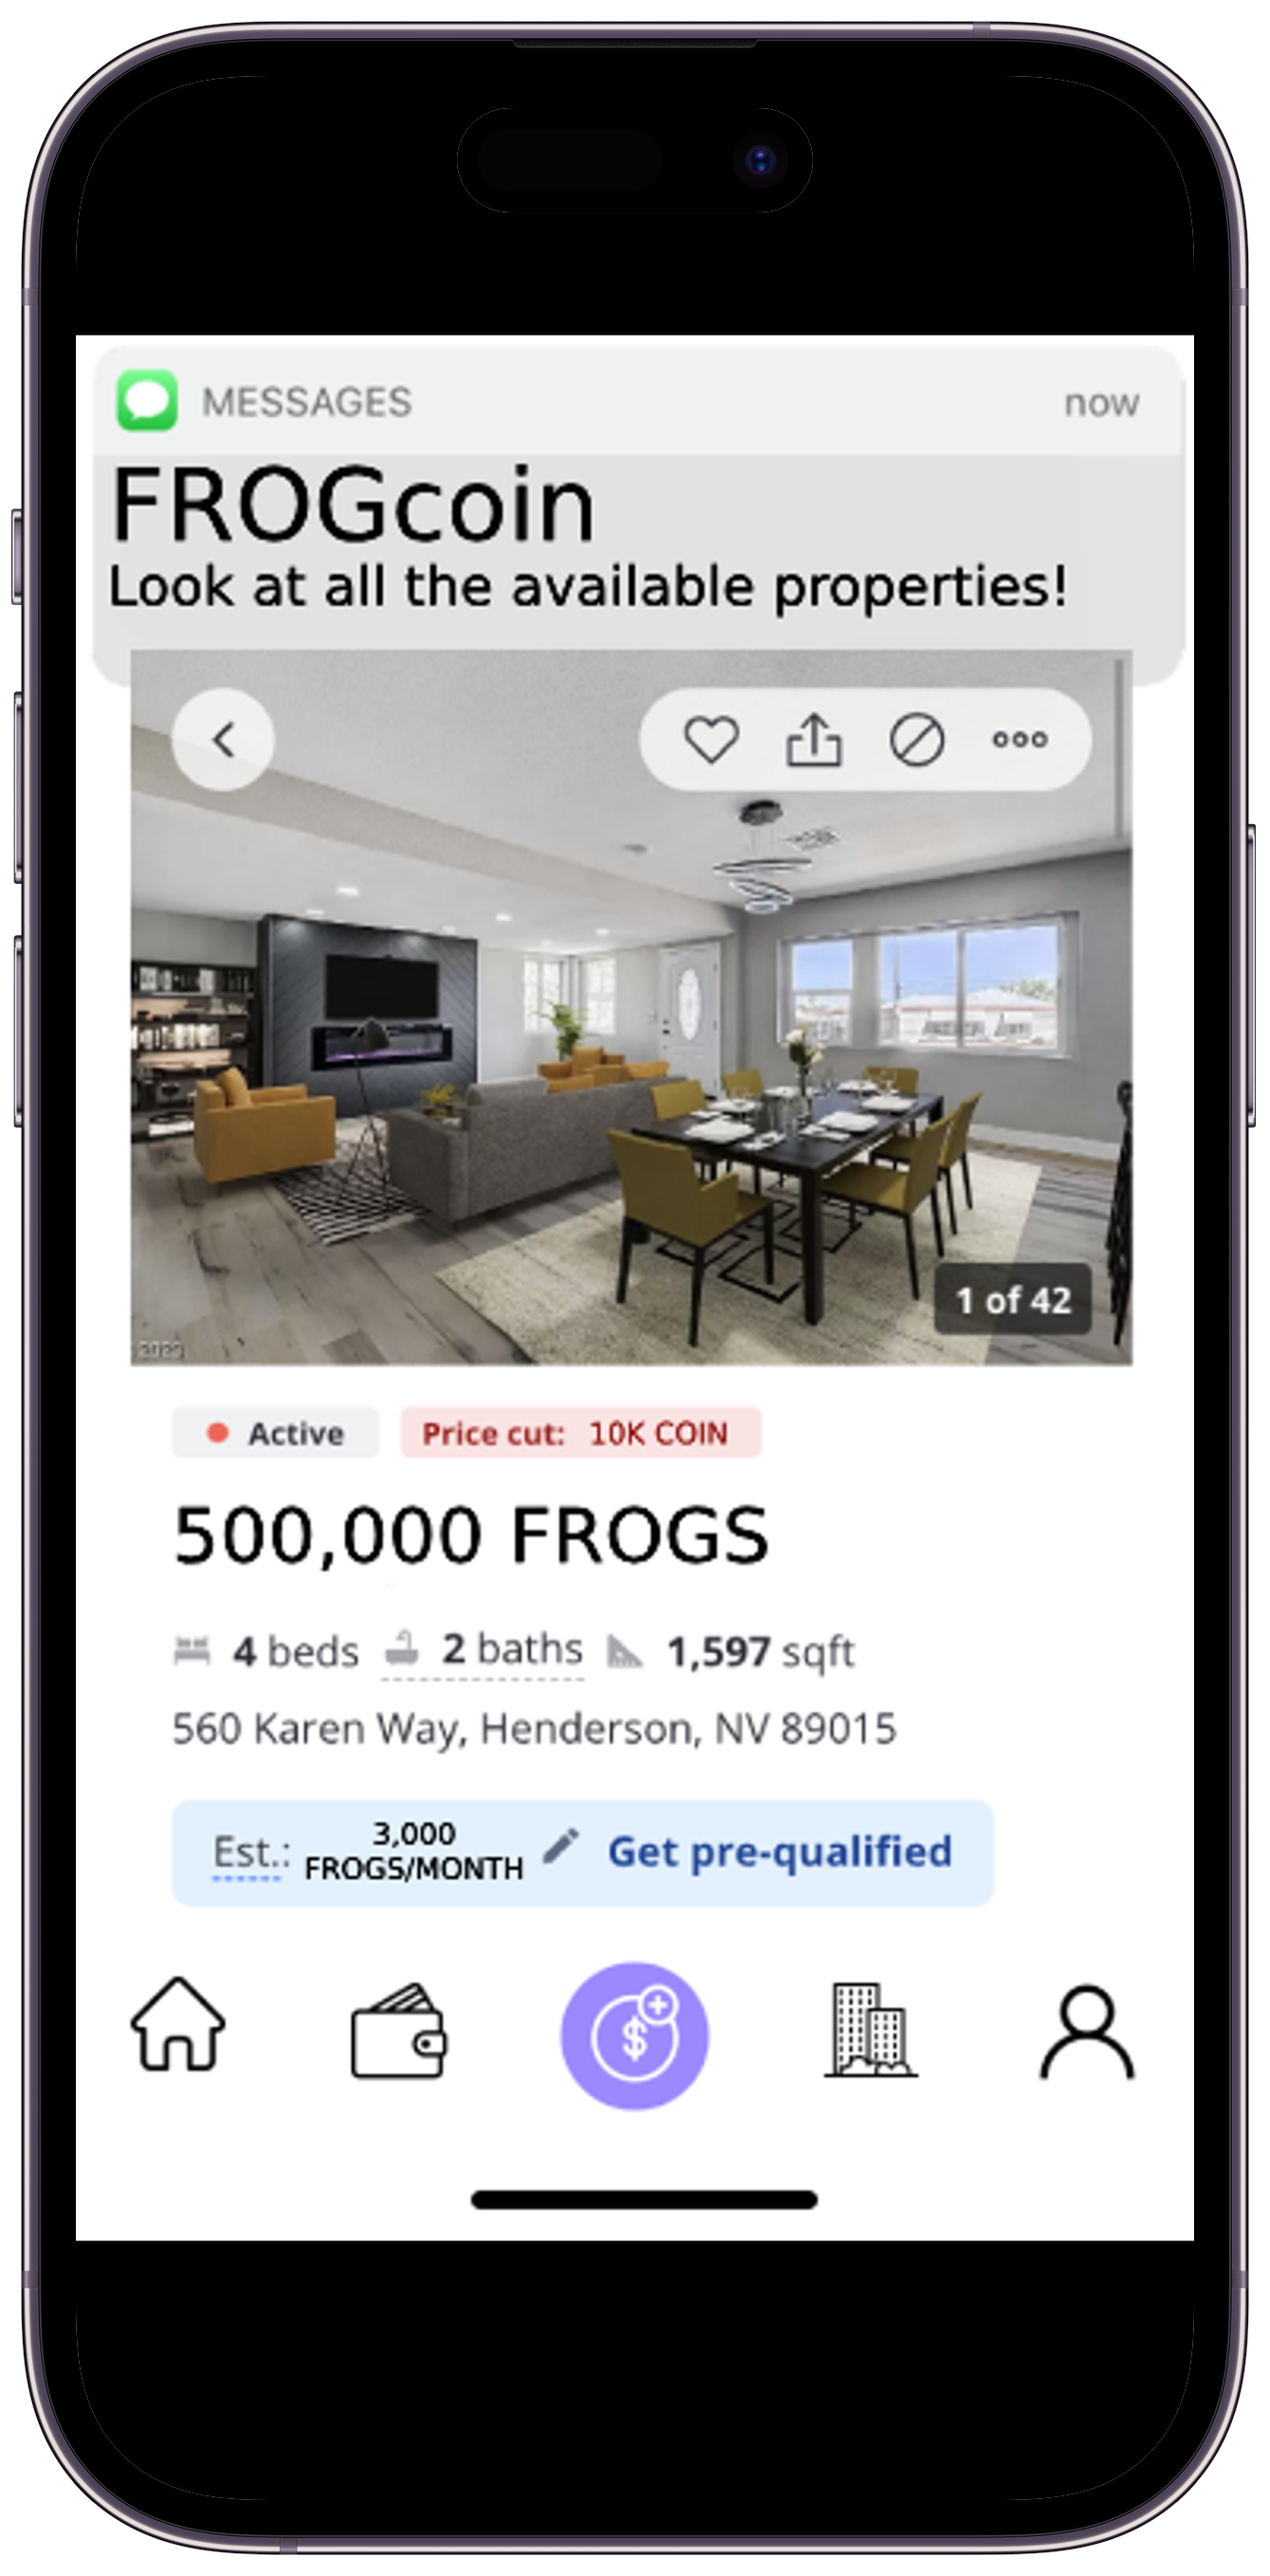 MESSAGES now
FROGcoin
Look at all the available properties!
1 of 42
2023
Active Price cut: 10K COIN
500,000 FROGS
4 beds 2 baths 1,597 sqft
560 Karen Way, Henderson, NV 89015
Est.: 3,000 FROGS/MONTH Get pre-qualified
$